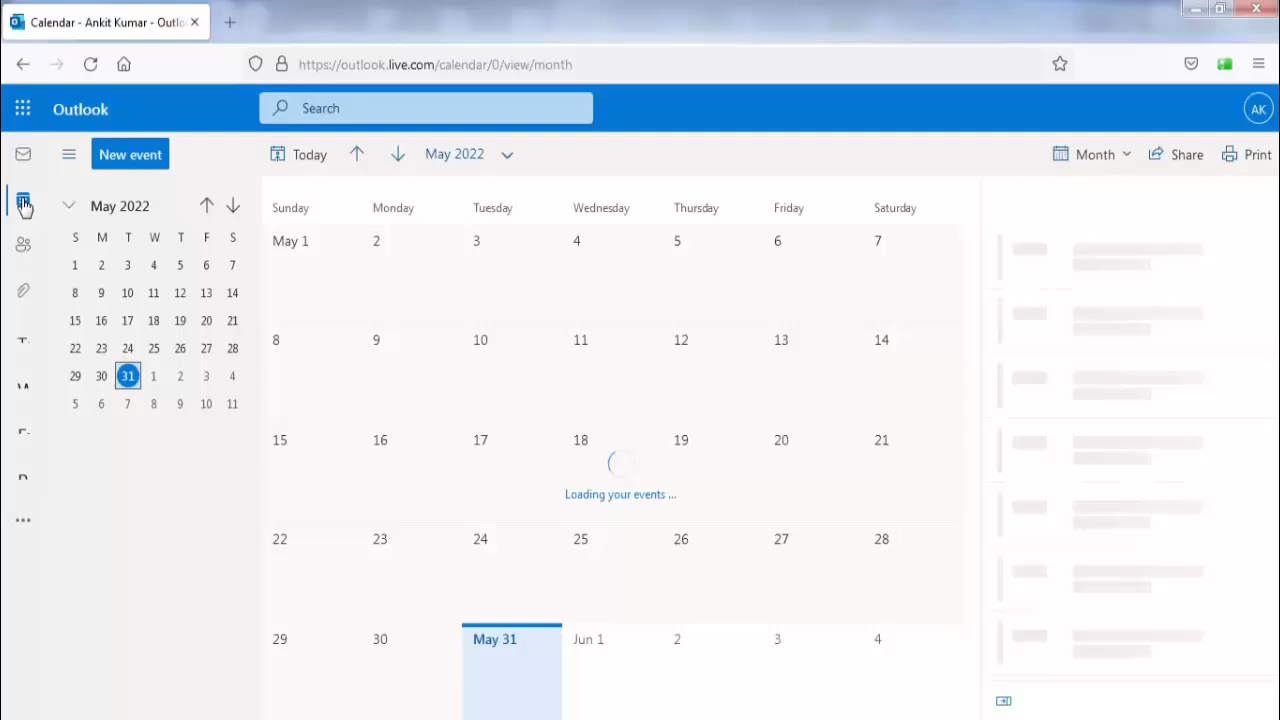 Calendar - Ankit Kumar - Outlo
https://outlook.live.com/calendar/0/view/month
Outlook
Search
AK
New event
Today
May 2022
Month
Share
Print
May 2022
S M T W T F S
1 2 3 4 5 6 7
8 9 10 11 12 13 14
15 16 17 18 19 20 21
22 23 24 25 26 27 28
29 30 31 1 2 3 4
5 6 7 8 9 10 11
Sunday Monday Tuesday Wednesday Thursday Friday Saturday
May 1 2 3 4 5 6 7
8 9 10 11 12 13 14
15 16 17 18 19 20 21
Loading your events ...
22 23 24 25 26 27 28
29 30 May 31 Jun 1 2 3 4